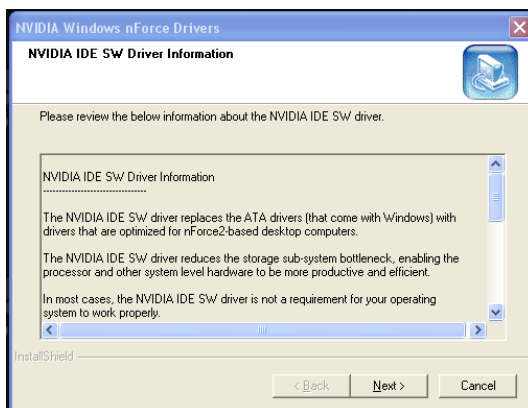 NVIDIA Windows nForce Drivers
NVIDIA IDE SW Driver Information
Please review the below information about the NVIDIA IDE SW driver.
NVIDIA IDE SW Driver Information
--------------------------------
The NVIDIA IDE SW driver replaces the ATA drivers (that come with Windows) with
drivers that are optimized for nForce2-based desktop computers.
The NVIDIA IDE SW driver reduces the storage sub-system bottleneck, enabling the
processor and other system level hardware to be more productive and efficient.
In most cases, the NVIDIA IDE SW driver is not a requirement for your operating
system to work properly.
InstallShield
< Back
Next >
Cancel